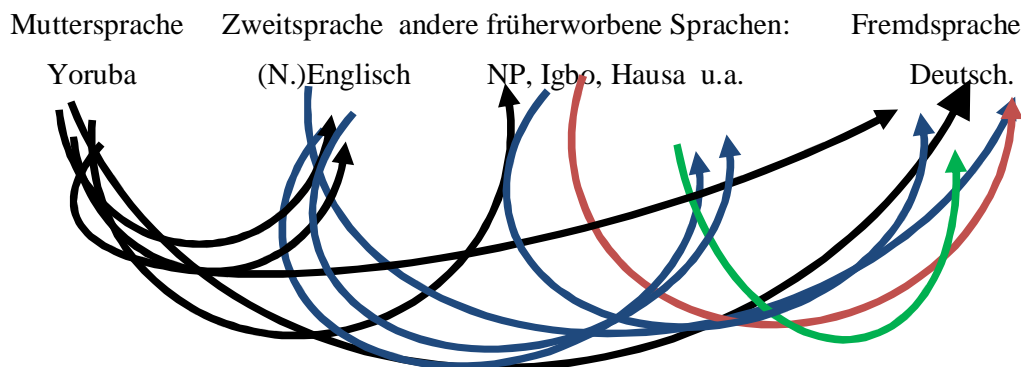 Muttersprache Zweitsprache andere früherworbene Sprachen: Fremdsprache
Yoruba (N.)Englisch NP, Igbo, Hausa u.a. Deutsch.